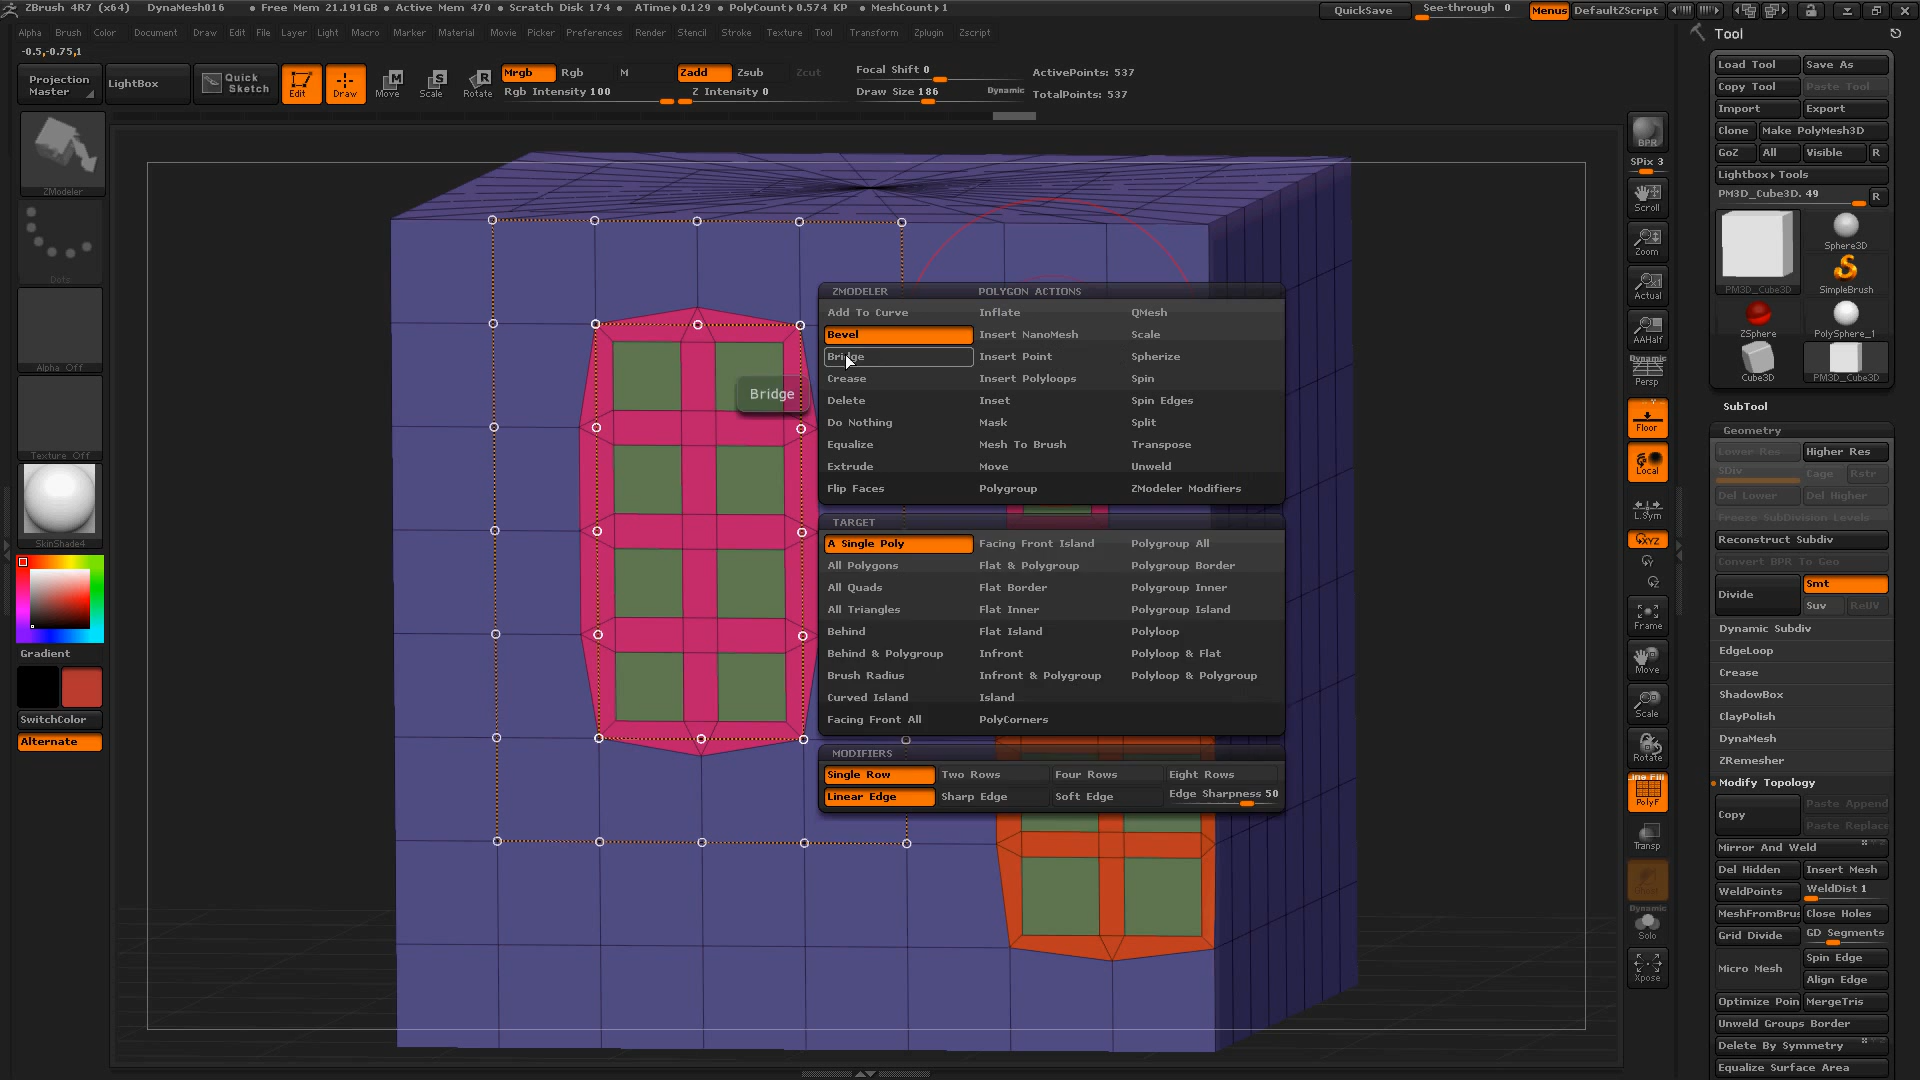 ZBrush 4R7 (x64) DynaMesh016 • Free Mem 21.191GB • Active Mem 470 • Scratch Disk 174 • ATime▸0.129 • PolyCount▸0.574 KP • MeshCount▸1 QuickSave See-through 0 Menus DefaultZScript
Alpha Brush Color Document Draw Edit File Layer Light Macro Marker Material Movie Picker Preferences Render Stencil Stroke Texture Tool Transform Zplugin Zscript
-0.5,-0.75,1
Projection Master
LightBox
Quick Sketch
Edit Draw Move Scale Rotate
Mrgb Rgb M Zadd Zsub Zcut
Rgb Intensity 100 Z Intensity 0
Focal Shift 0
Draw Size 186 Dynamic
ActivePoints: 537
TotalPoints: 537
ZModeler
Dots
Alpha Off
Texture Off
SkinShade4
Gradient
SwitchColor
Alternate
Bridge
ZMODELER POLYGON ACTIONS
Add To Curve Inflate QMesh
Bevel Insert NanoMesh Scale
Bridge Insert Point Spherize
Crease Insert Polyloops Spin
Delete Inset Spin Edges
Do Nothing Mask Split
Equalize Mesh To Brush Transpose
Extrude Move Unweld
Flip Faces Polygroup ZModeler Modifiers
TARGET
A Single Poly Facing Front Island Polygroup All
All Polygons Flat & Polygroup Polygroup Border
All Quads Flat Border Polygroup Inner
All Triangles Flat Inner Polygroup Island
Behind Flat Island Polyloop
Behind & Polygroup Infront Polyloop & Flat
Brush Radius Infront & Polygroup Polyloop & Polygroup
Curved Island Island
Facing Front All PolyCorners
MODIFIERS
Single Row Two Rows Four Rows Eight Rows
Linear Edge Sharp Edge Soft Edge Edge Sharpness 50
BPR
SPix 3
Scroll
Zoom
Actual
AAHalf
Dynamic
Persp
Floor
Local
L.Sym
XYZ
Frame
Move
Scale
Rotate
Line Fill
PolyF
Transp
Ghost
Dynamic
Solo
Xpose
Tool
Load Tool Save As
Copy Tool Paste Tool
Import Export
Clone Make PolyMesh3D
GoZ All Visible R
Lightbox▸Tools
PM3D_Cube3D. 49 R
PM3D_Cube3D
Sphere3D
SimpleBrush
ZSphere PolySphere_1
Cube3D PM3D_Cube3D
SubTool
Geometry
Lower Res Higher Res
SDiv Cage Rstr
Del Lower Del Higher
Freeze SubDivision Levels
Reconstruct Subdiv
Convert BPR To Geo
Divide Smt
Suv ReUV
Dynamic Subdiv
EdgeLoop
Crease
ShadowBox
ClayPolish
DynaMesh
ZRemesher
Modify Topology
Copy Paste Append
Paste Replace
Mirror And Weld
Del Hidden Insert Mesh
WeldPoints WeldDist 1
MeshFromBrus Close Holes
Grid Divide GD Segments
Micro Mesh Spin Edge
Align Edge
Optimize Poin MergeTris
Unweld Groups Border
Delete By Symmetry
Equalize Surface Area